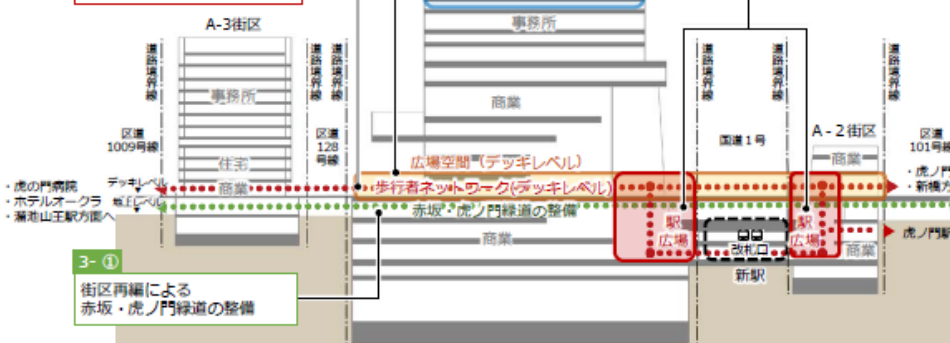 事務所
A-3街区
道路境界線
道路境界線
道路境界線
道路境界線
道路境界線
道路境界線
事務所
商業
区道
1009号線
区道
128
号線
国道1号
A-2街区
区道
101号線
住宅
商業
広場空間(デッキレベル)
商業
・虎の門病院
・ホテルオークラ
・溜池山王駅方面へ
デッキレベル
地上レベル
歩行者ネットワーク(デッキレベル)
・虎ノ門
・新橋方
赤坂・虎ノ門緑道の整備
駅
広場
駅
広場
改札口
商業
虎ノ門駅
商業
新駅
3-①
街区再編による
赤坂・虎ノ門緑道の整備